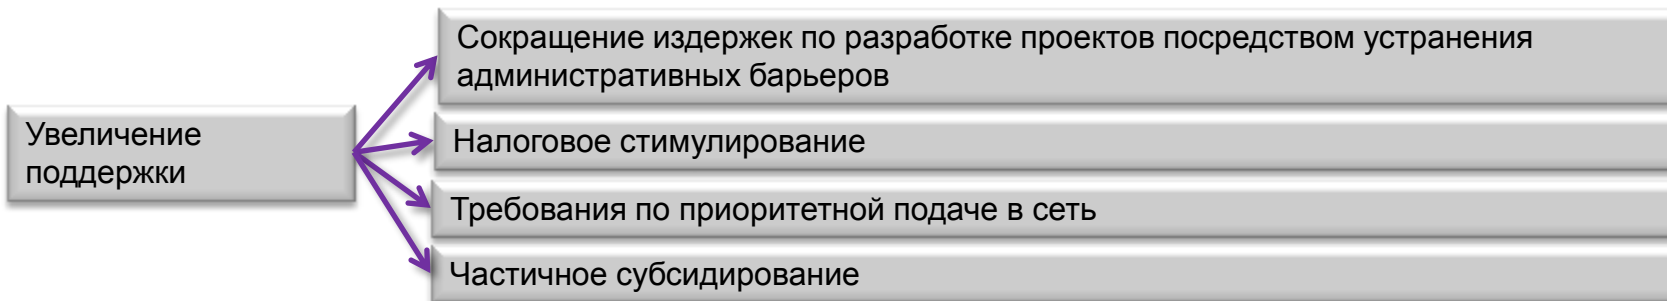 Увеличение
поддержки
Сокращение издержек по разработке проектов посредством устранения
административных барьеров
Налоговое стимулирование
Требования по приоритетной подаче в сеть
Частичное субсидирование